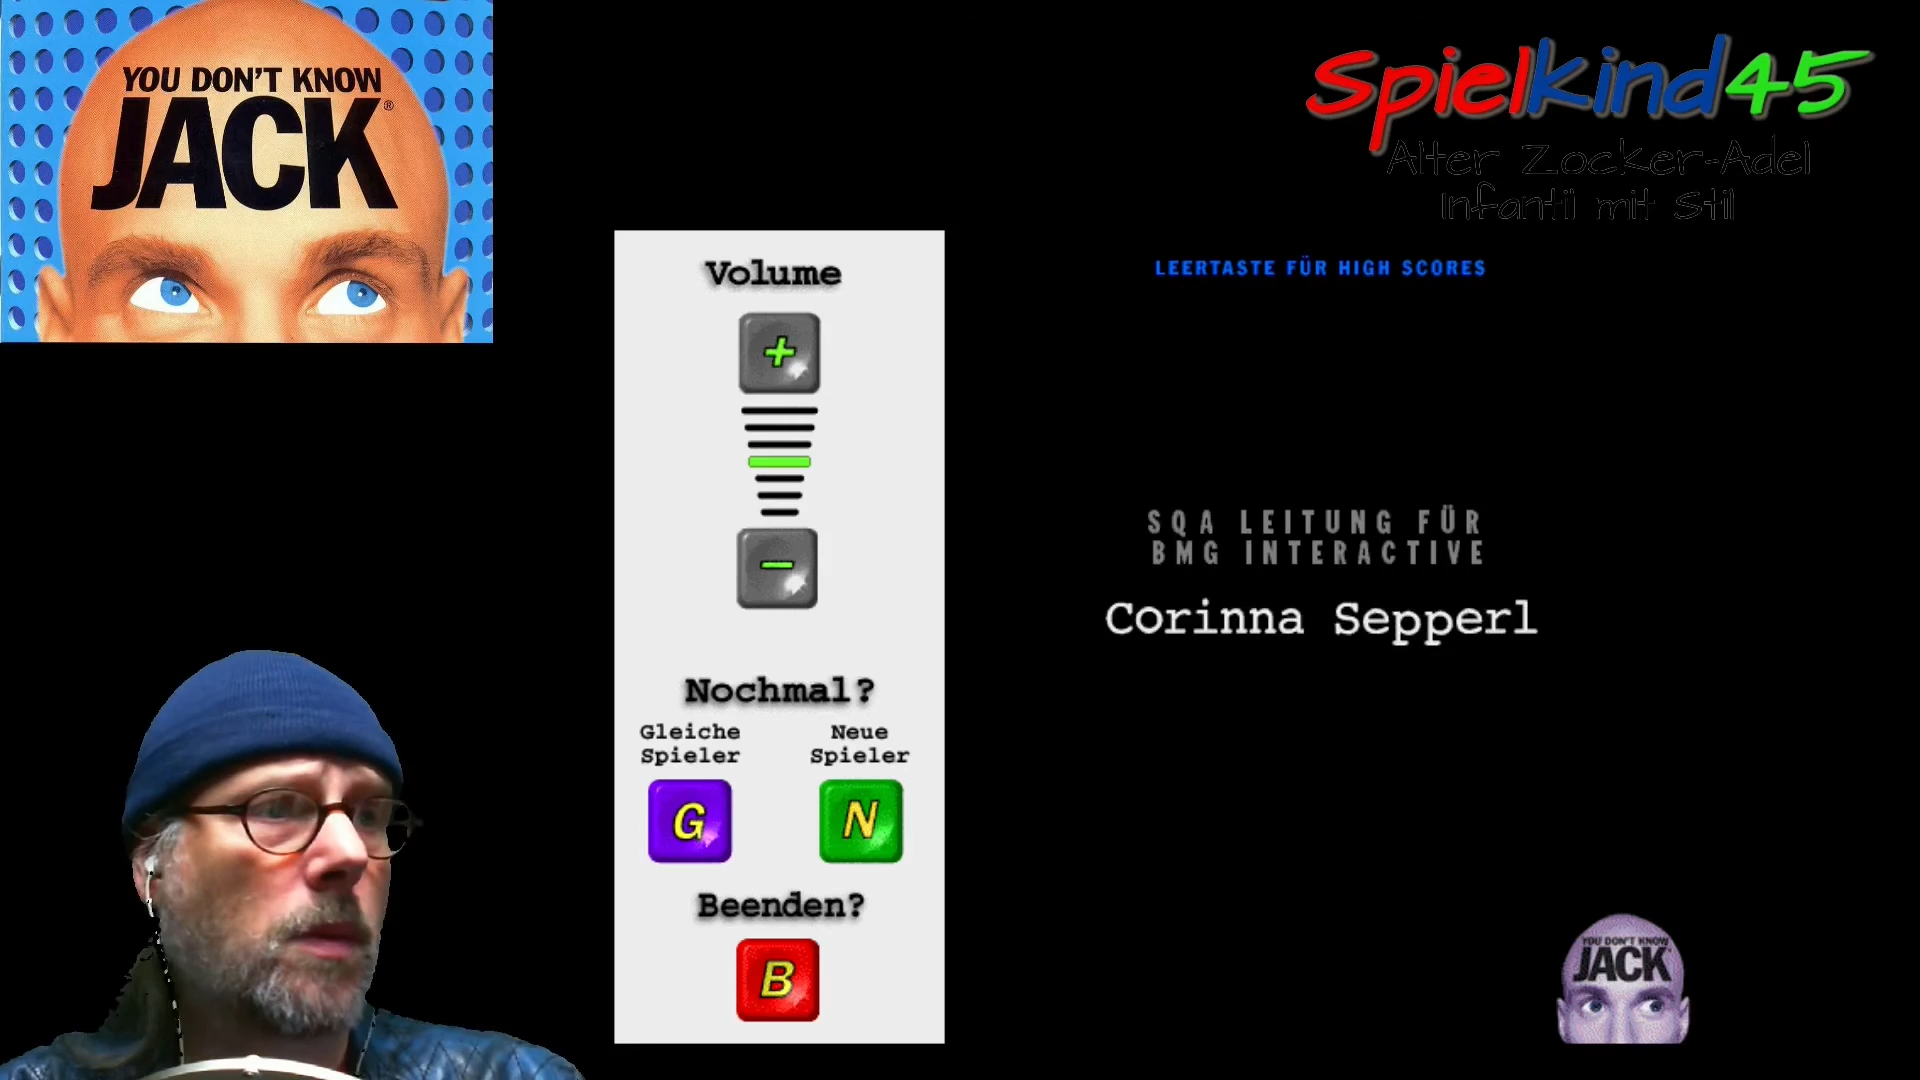 YOU DON'T KNOW
JACK®
Spielkind45
Alter Zocker-Adel
Infantil mit Stil
LEERTASTE FÜR HIGH SCORES
Volume
+
−
SQA LEITUNG FÜR
BMG INTERACTIVE
Corinna Sepperl
Nochmal?
Gleiche Spieler
Neue Spieler
G
N
Beenden?
B
YOU DON'T KNOW
JACK